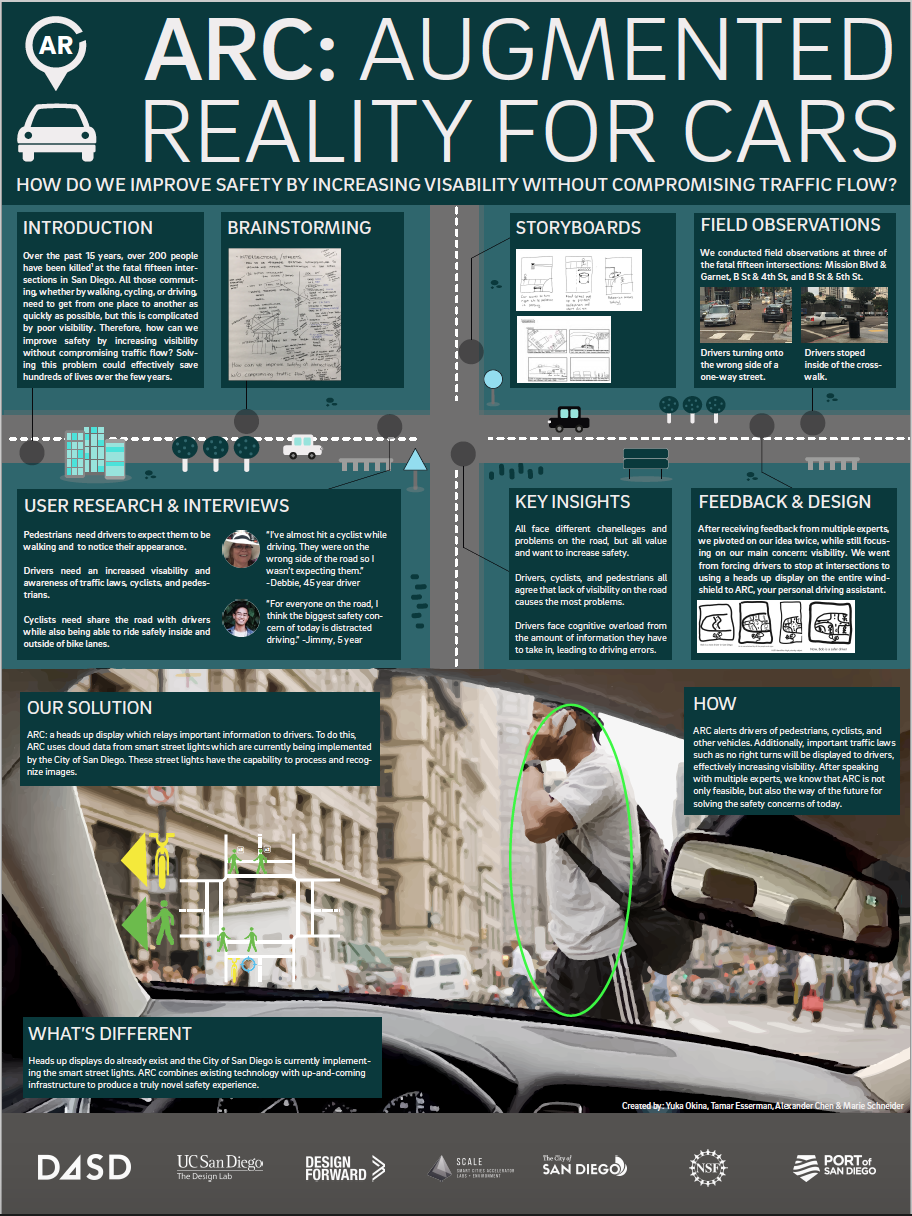 AR
ARC: AUGMENTED
REALITY FOR CARS
HOW DO WE IMPROVE SAFETY BY INCREASING VISABILITY WITHOUT COMPROMISING TRAFFIC FLOW?
INTRODUCTION
Over the past 15 years, over 200 people
have been killed¹ at the fatal fifteen inter-
sections in San Diego. All those commut-
ing, whether by walking, cycling, or driving,
need to get from one place to another as
quickly as possible, but this is complicated
by poor visibility. Therefore, how can we
improve safety by increasing visibility
without compromising traffic flow? Solv-
ing this problem could effectively save
hundreds of lives over the few years.
BRAINSTORMING
STORYBOARDS
FIELD OBSERVATIONS
We conducted field observations at three of
the fatal fifteen intersections: Mission Blvd &
Garnet, B St & 4th St, and B St & 6th St.
Drivers turning onto
the wrong side of a
one-way street.
Drivers stoped
inside of the cross-
walk.
USER RESEARCH & INTERVIEWS
Pedestrians need drivers to expect them to be
walking and to notice their appearance.
Drivers need an increased visability and
awareness of traffic laws, cyclists, and pedes-
trians.
Cyclists need share the road with drivers
while also being able to ride safely inside and
outside of bike lanes.
"I've almost hit a cyclist while
driving. They were on the
wrong side of the road so I
wasn't expecting them."
-Debbie, 45 year driver
"For everyone on the road, I
think the biggest safety con-
cern of today is distracted
driving." -Jimmy, 5 year
KEY INSIGHTS
All face different chanelleges and
problems on the road, but all value
and want to increase safety.
Drivers, cyclists, and pedestrians all
agree that lack of visibility on the road
causes the most problems.
Drivers face cognitive overload from
the amount of information they have
to take in, leading to driving errors.
FEEDBACK & DESIGN
After receiving feedback from multiple experts,
we pivoted on our idea twice, while still focus-
ing on our main concern: visibility. We went
from forcing drivers to stop at intersections to
using a heads up display on the entire wind-
shield to ARC, your personal driving assistant.
OUR SOLUTION
ARC: a heads up display which relays important information to drivers. To do this,
ARC uses cloud data from smart street lights which are currently being implemented
by the City of San Diego. These street lights have the capability to process and recog-
nize images.
HOW
ARC alerts drivers of pedestrians, cyclists, and
other vehicles. Additionally, important traffic laws
such as no right turns will be displayed to drivers,
effectively increasing visibility. After speaking
with multiple experts, we know that ARC is not
only feasible, but also the way of the future for
solving the safety concerns of today.
WHAT'S DIFFERENT
Heads up displays do already exist and the City of San Diego is currently implement-
ing the smart street lights. ARC combines existing technology with up-and-coming
infrastructure to produce a truly novel safety experience.
Created by: Yuka Okina, Tamar Esserman, Alexander Chen & Marie Schneider
DASD
UC San Diego
The Design Lab
DESIGN
FORWARD
SCALE
SMART CITIES ACCELERATOR
LABS + ENVIRONMENT
The City of
SAN DIEGO
NSF
PORT of
SAN DIEGO